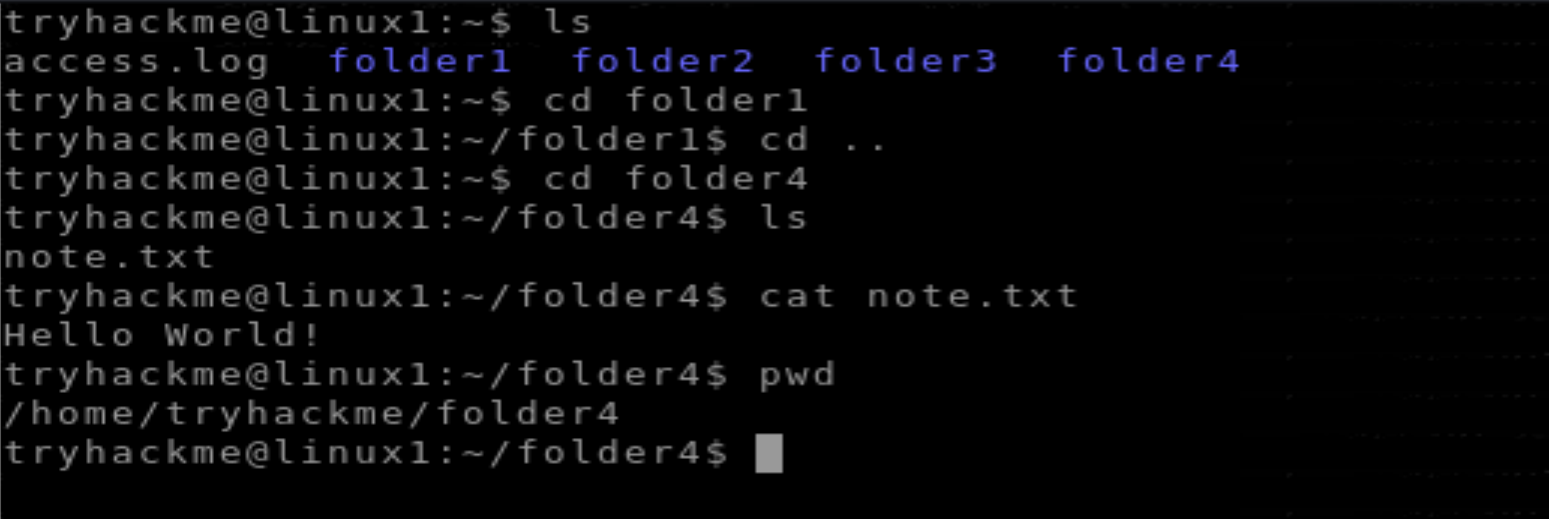 tryhackme@linux1:~$ ls
access.log  folder1  folder2  folder3  folder4
tryhackme@linux1:~$ cd folder1
tryhackme@linux1:~/folder1$ cd ..
tryhackme@linux1:~$ cd folder4
tryhackme@linux1:~/folder4$ ls
note.txt
tryhackme@linux1:~/folder4$ cat note.txt
Hello World!
tryhackme@linux1:~/folder4$ pwd
/home/tryhackme/folder4
tryhackme@linux1:~/folder4$